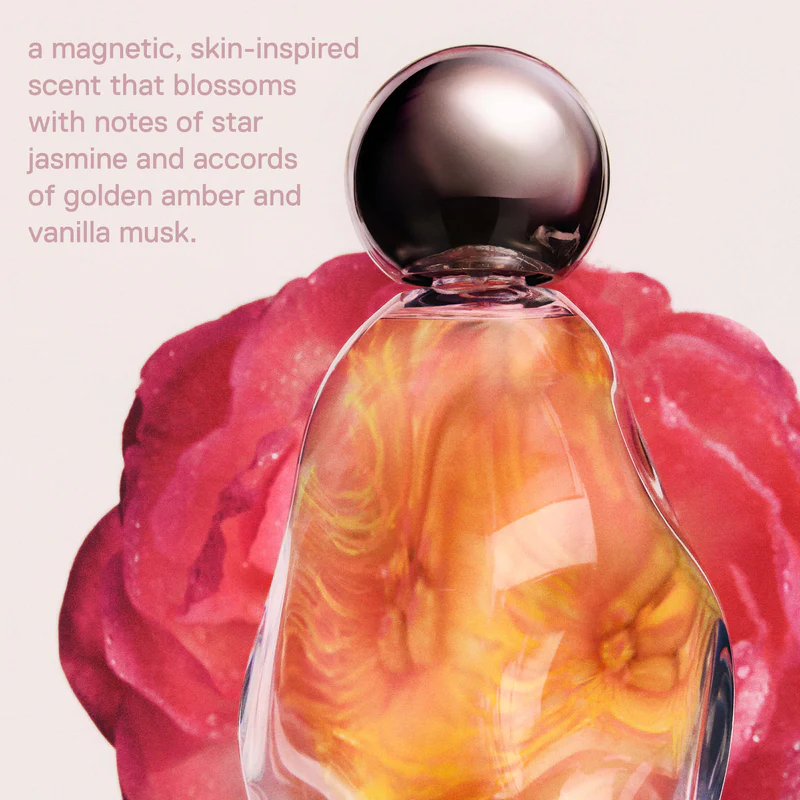 a magnetic, skin-inspired
scent that blossoms
with notes of star
jasmine and accords
of golden amber and
vanilla musk.